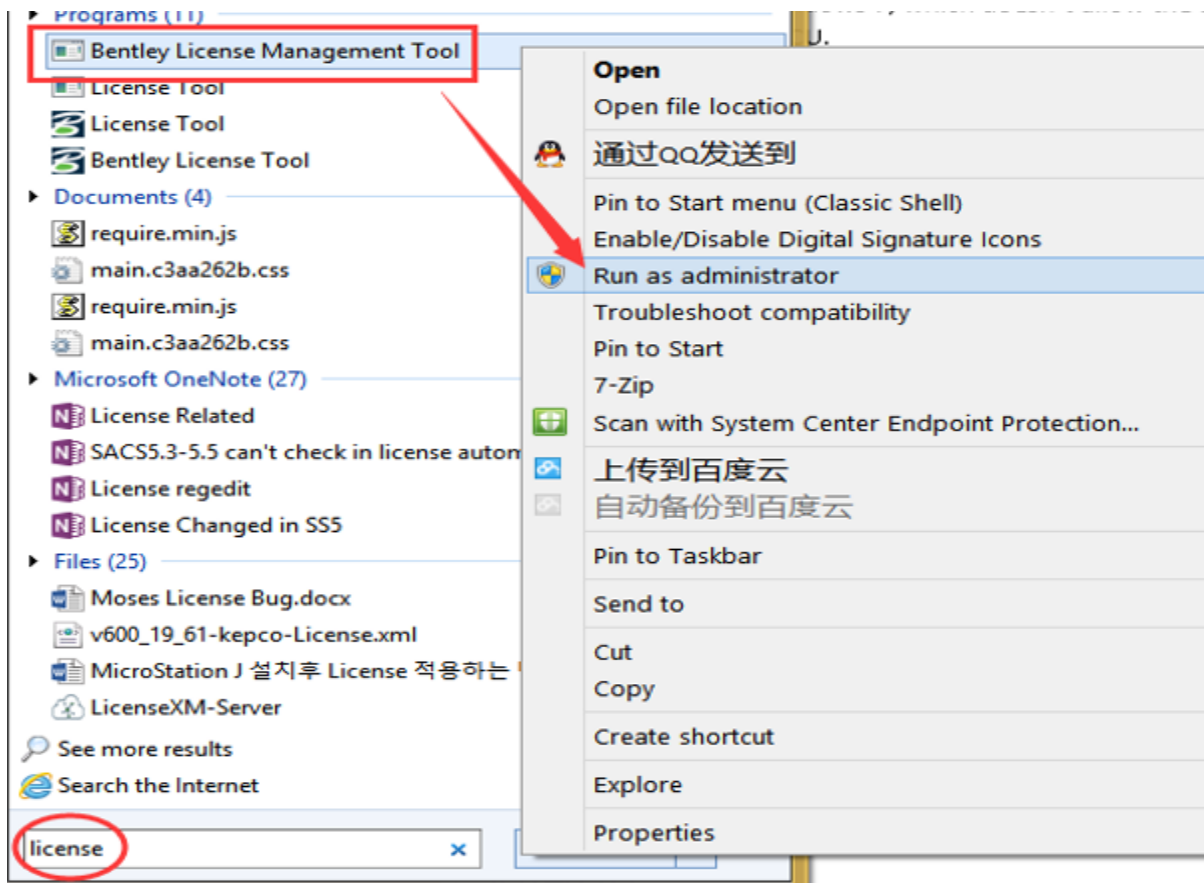 Programs (11)
Bentley License Management Tool
License Tool
License Tool
Bentley License Tool
Documents (4)
require.min.js
main.c3aa262b.css
require.min.js
main.c3aa262b.css
Microsoft OneNote (27)
License Related
SACS5.3-5.5 can't check in license autom
License regedit
License Changed in SS5
Files (25)
Moses License Bug.docx
v600_19_61-kepco-License.xml
MicroStation J 설치후 License 적용하는
LicenseXM-Server
See more results
Search the Internet
license
Open
Open file location
通过QQ发送到
Pin to Start menu (Classic Shell)
Enable/Disable Digital Signature Icons
Run as administrator
Troubleshoot compatibility
Pin to Start
7-Zip
Scan with System Center Endpoint Protection...
上传到百度云
自动备份到百度云
Pin to Taskbar
Send to
Cut
Copy
Create shortcut
Explore
Properties